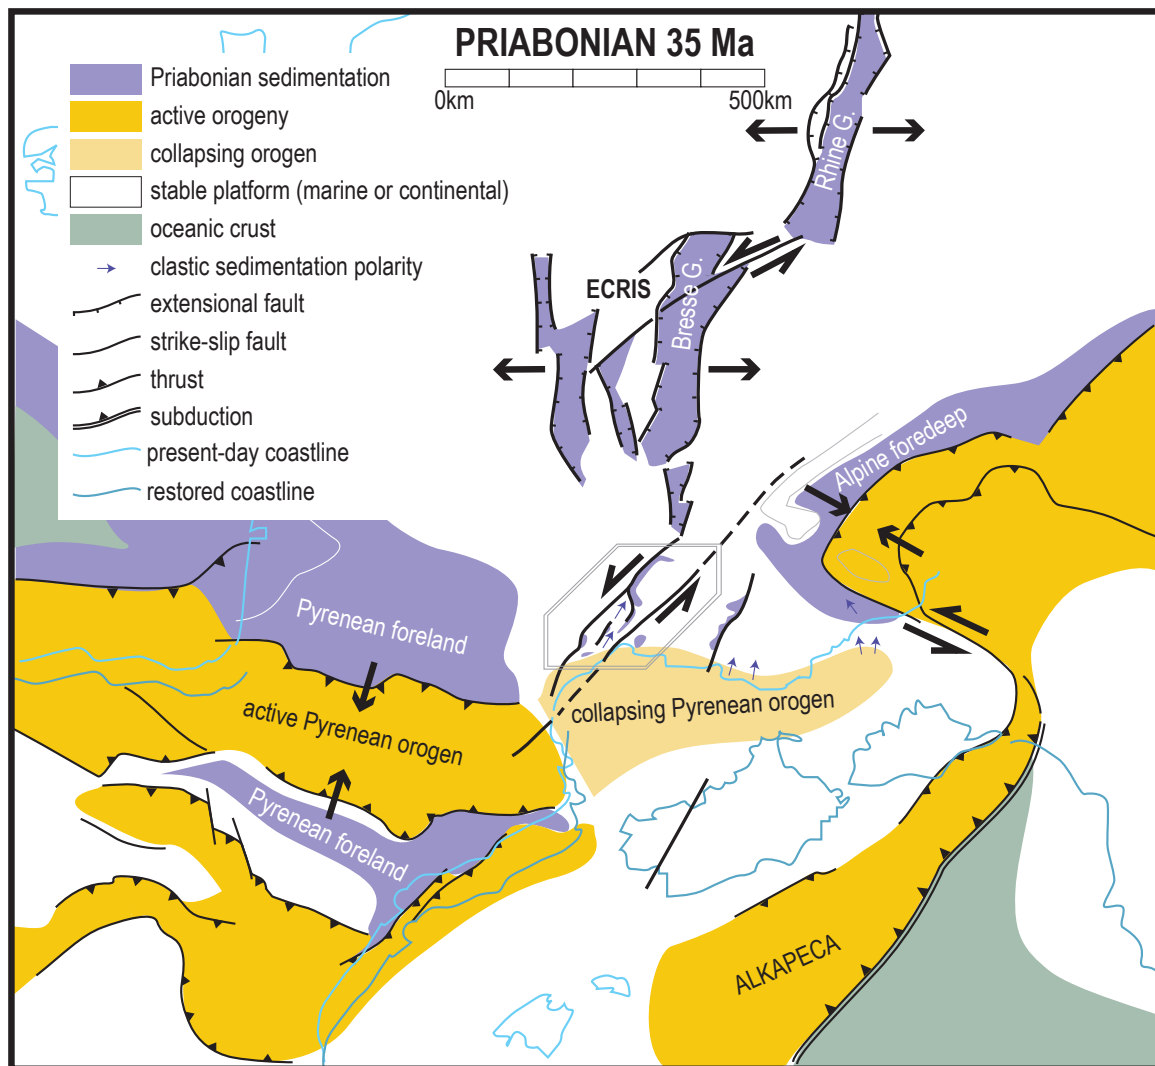 PRIABONIAN 35 Ma
0km
500km
Priabonian sedimentation
active orogeny
collapsing orogen
stable platform (marine or continental)
oceanic crust
clastic sedimentation polarity
extensional fault
strike-slip fault
thrust
subduction
present-day coastline
restored coastline
Rhine G.
ECRIS
Bresse G.
Alpine foredeep
Pyrenean foreland
active Pyrenean orogen
collapsing Pyrenean orogen
Pyrenean foreland
ALKAPECA